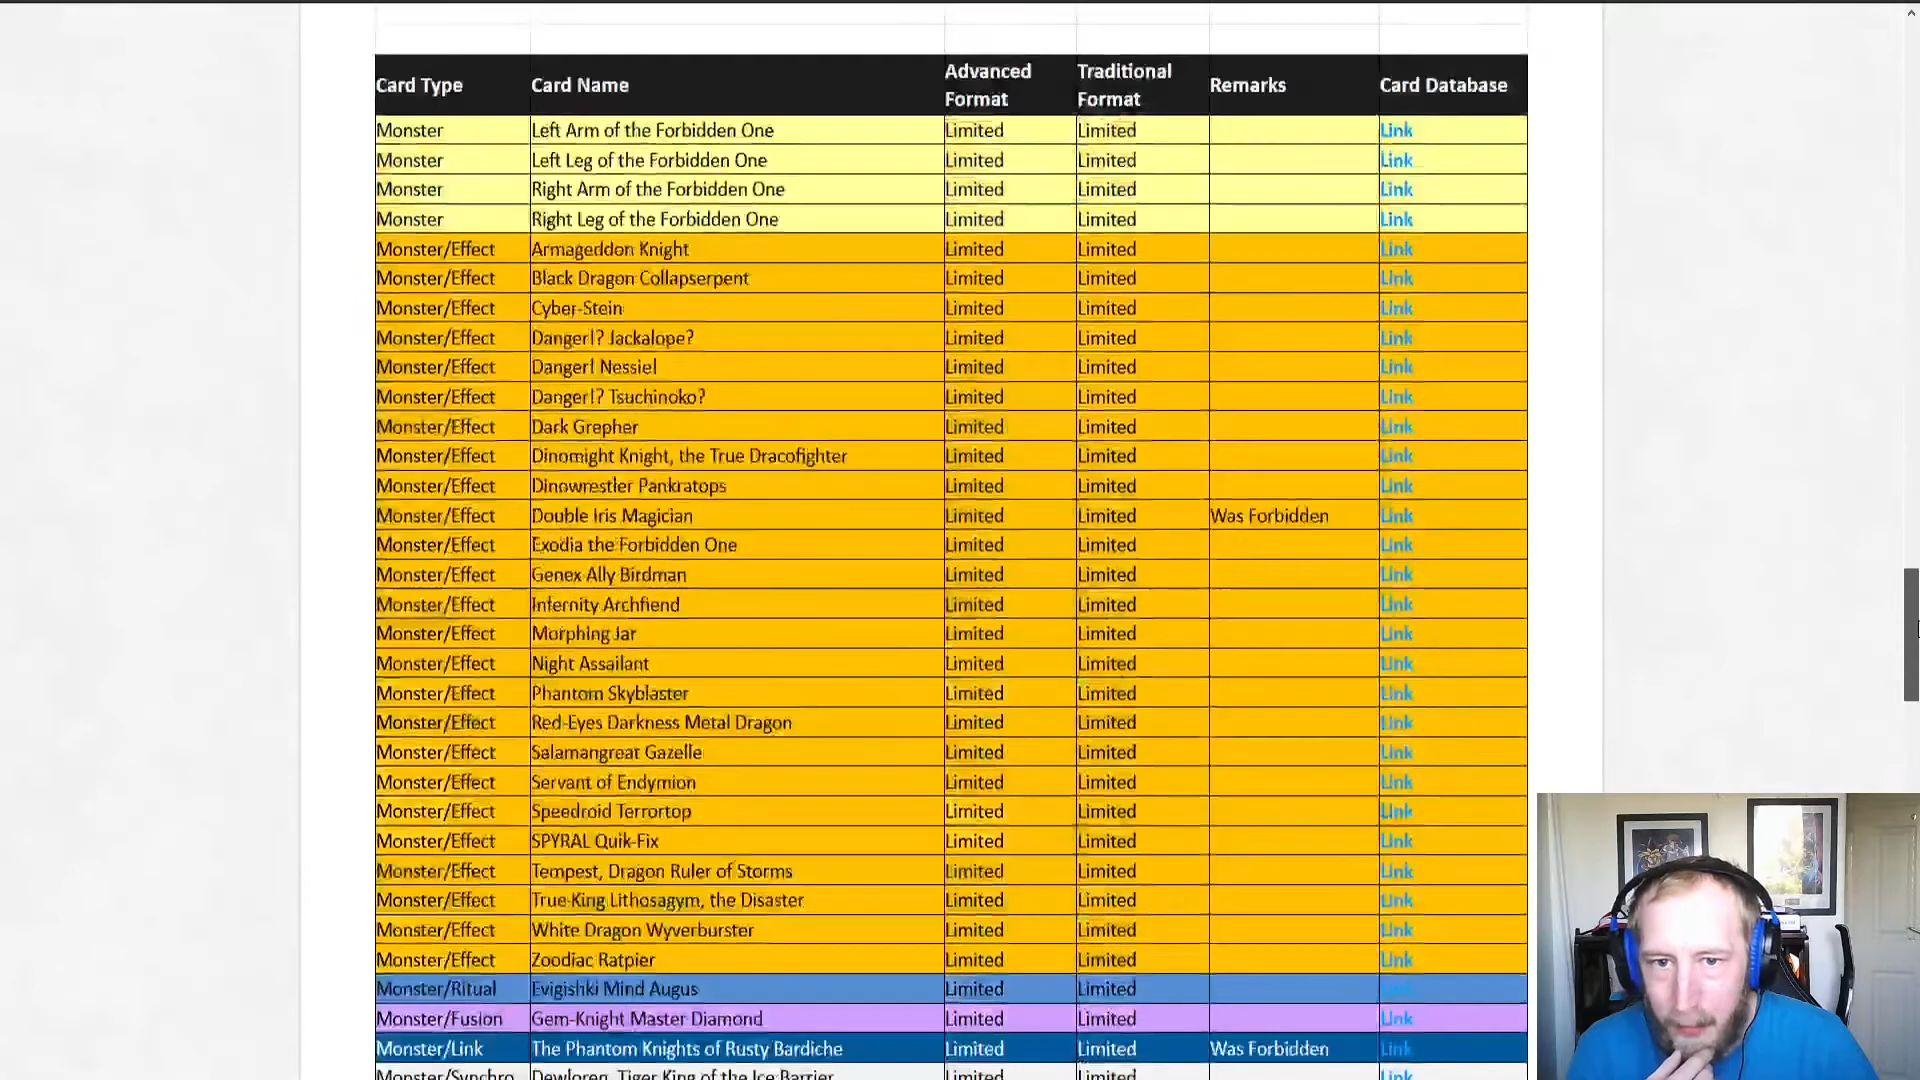 Card Type Card Name Advanced Format Traditional Format Remarks Card Database
Monster Left Arm of the Forbidden One Limited Limited Link
Monster Left Leg of the Forbidden One Limited Limited Link
Monster Right Arm of the Forbidden One Limited Limited Link
Monster Right Leg of the Forbidden One Limited Limited Link
Monster/Effect Armageddon Knight Limited Limited Link
Monster/Effect Black Dragon Collapserpent Limited Limited Link
Monster/Effect Cyber-Stein Limited Limited Link
Monster/Effect Danger!? Jackalope? Limited Limited Link
Monster/Effect Danger! Nessie! Limited Limited Link
Monster/Effect Danger!? Tsuchinoko? Limited Limited Link
Monster/Effect Dark Grepher Limited Limited Link
Monster/Effect Dinomight Knight, the True Dracofighter Limited Limited Link
Monster/Effect Dinowrestler Pankratops Limited Limited Link
Monster/Effect Double Iris Magician Limited Limited Was Forbidden Link
Monster/Effect Exodia the Forbidden One Limited Limited Link
Monster/Effect Genex Ally Birdman Limited Limited Link
Monster/Effect Infernity Archfiend Limited Limited Link
Monster/Effect Morphing Jar Limited Limited Link
Monster/Effect Night Assailant Limited Limited Link
Monster/Effect Phantom Skyblaster Limited Limited Link
Monster/Effect Red-Eyes Darkness Metal Dragon Limited Limited Link
Monster/Effect Salamangreat Gazelle Limited Limited Link
Monster/Effect Servant of Endymion Limited Limited Link
Monster/Effect Speedroid Terrortop Limited Limited Link
Monster/Effect SPYRAL Quik-Fix Limited Limited Link
Monster/Effect Tempest, Dragon Ruler of Storms Limited Limited Link
Monster/Effect True King Lithosagym, the Disaster Limited Limited Link
Monster/Effect White Dragon Wyverburster Limited Limited Link
Monster/Effect Zoodiac Ratpier Limited Limited Link
Monster/Ritual Evigishki Mind Augus Limited Limited Link
Monster/Fusion Gem-Knight Master Diamond Limited Limited Link
Monster/Link The Phantom Knights of Rusty Bardiche Limited Limited Was Forbidden Link
Monster/Synchro Dewloren, Tiger King of the Ice Barrier Limited Limited Link